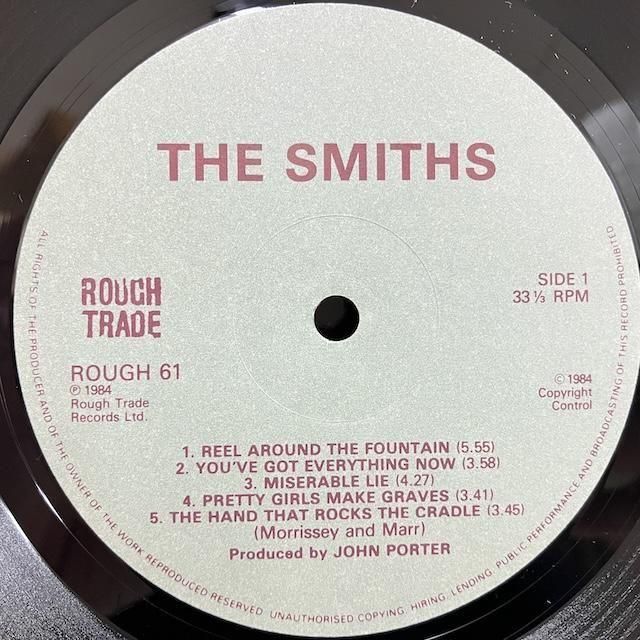 THE SMITHS
ROUGH
TRADE
ROUGH 61
℗ 1984
Rough Trade
Records Ltd.
SIDE 1
33 ⅓ RPM
© 1984
Copyright
Control
1. REEL AROUND THE FOUNTAIN (5.55)
2. YOU'VE GOT EVERYTHING NOW (3.58)
3. MISERABLE LIE (4.27)
4. PRETTY GIRLS MAKE GRAVES (3.41)
5. THE HAND THAT ROCKS THE CRADLE (3.45)
(Morrissey and Marr)
Produced by JOHN PORTER
ALL RIGHTS OF THE PRODUCER AND OF THE OWNER OF THE WORK REPRODUCED RESERVED. UNAUTHORISED COPYING, HIRING, LENDING, PUBLIC PERFORMANCE AND BROADCASTING OF THIS RECORD PROHIBITED